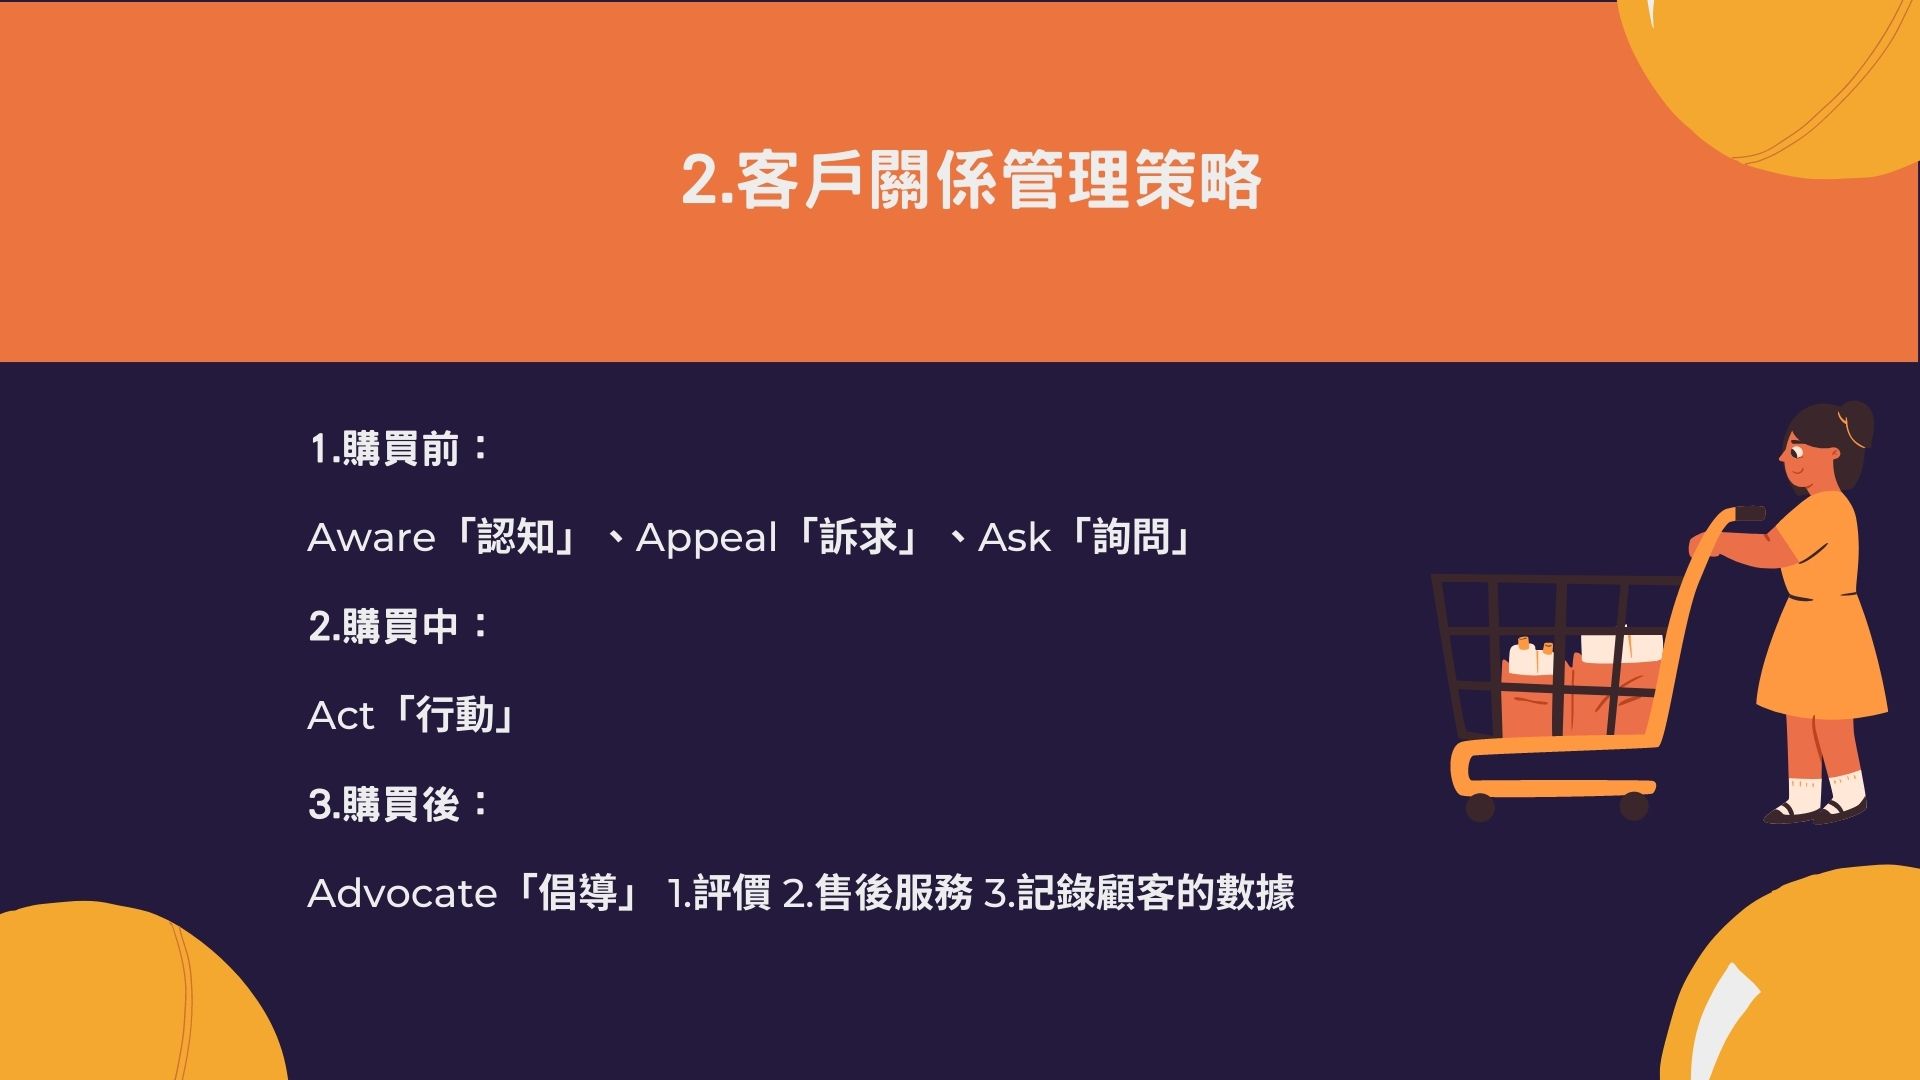 2.客戶關係管理策略
1.購買前：
Aware「認知」、Appeal「訴求」、Ask「詢問」
2.購買中：
Act「行動」
3.購買後：
Advocate「倡導」 1.評價 2.售後服務 3.記錄顧客的數據